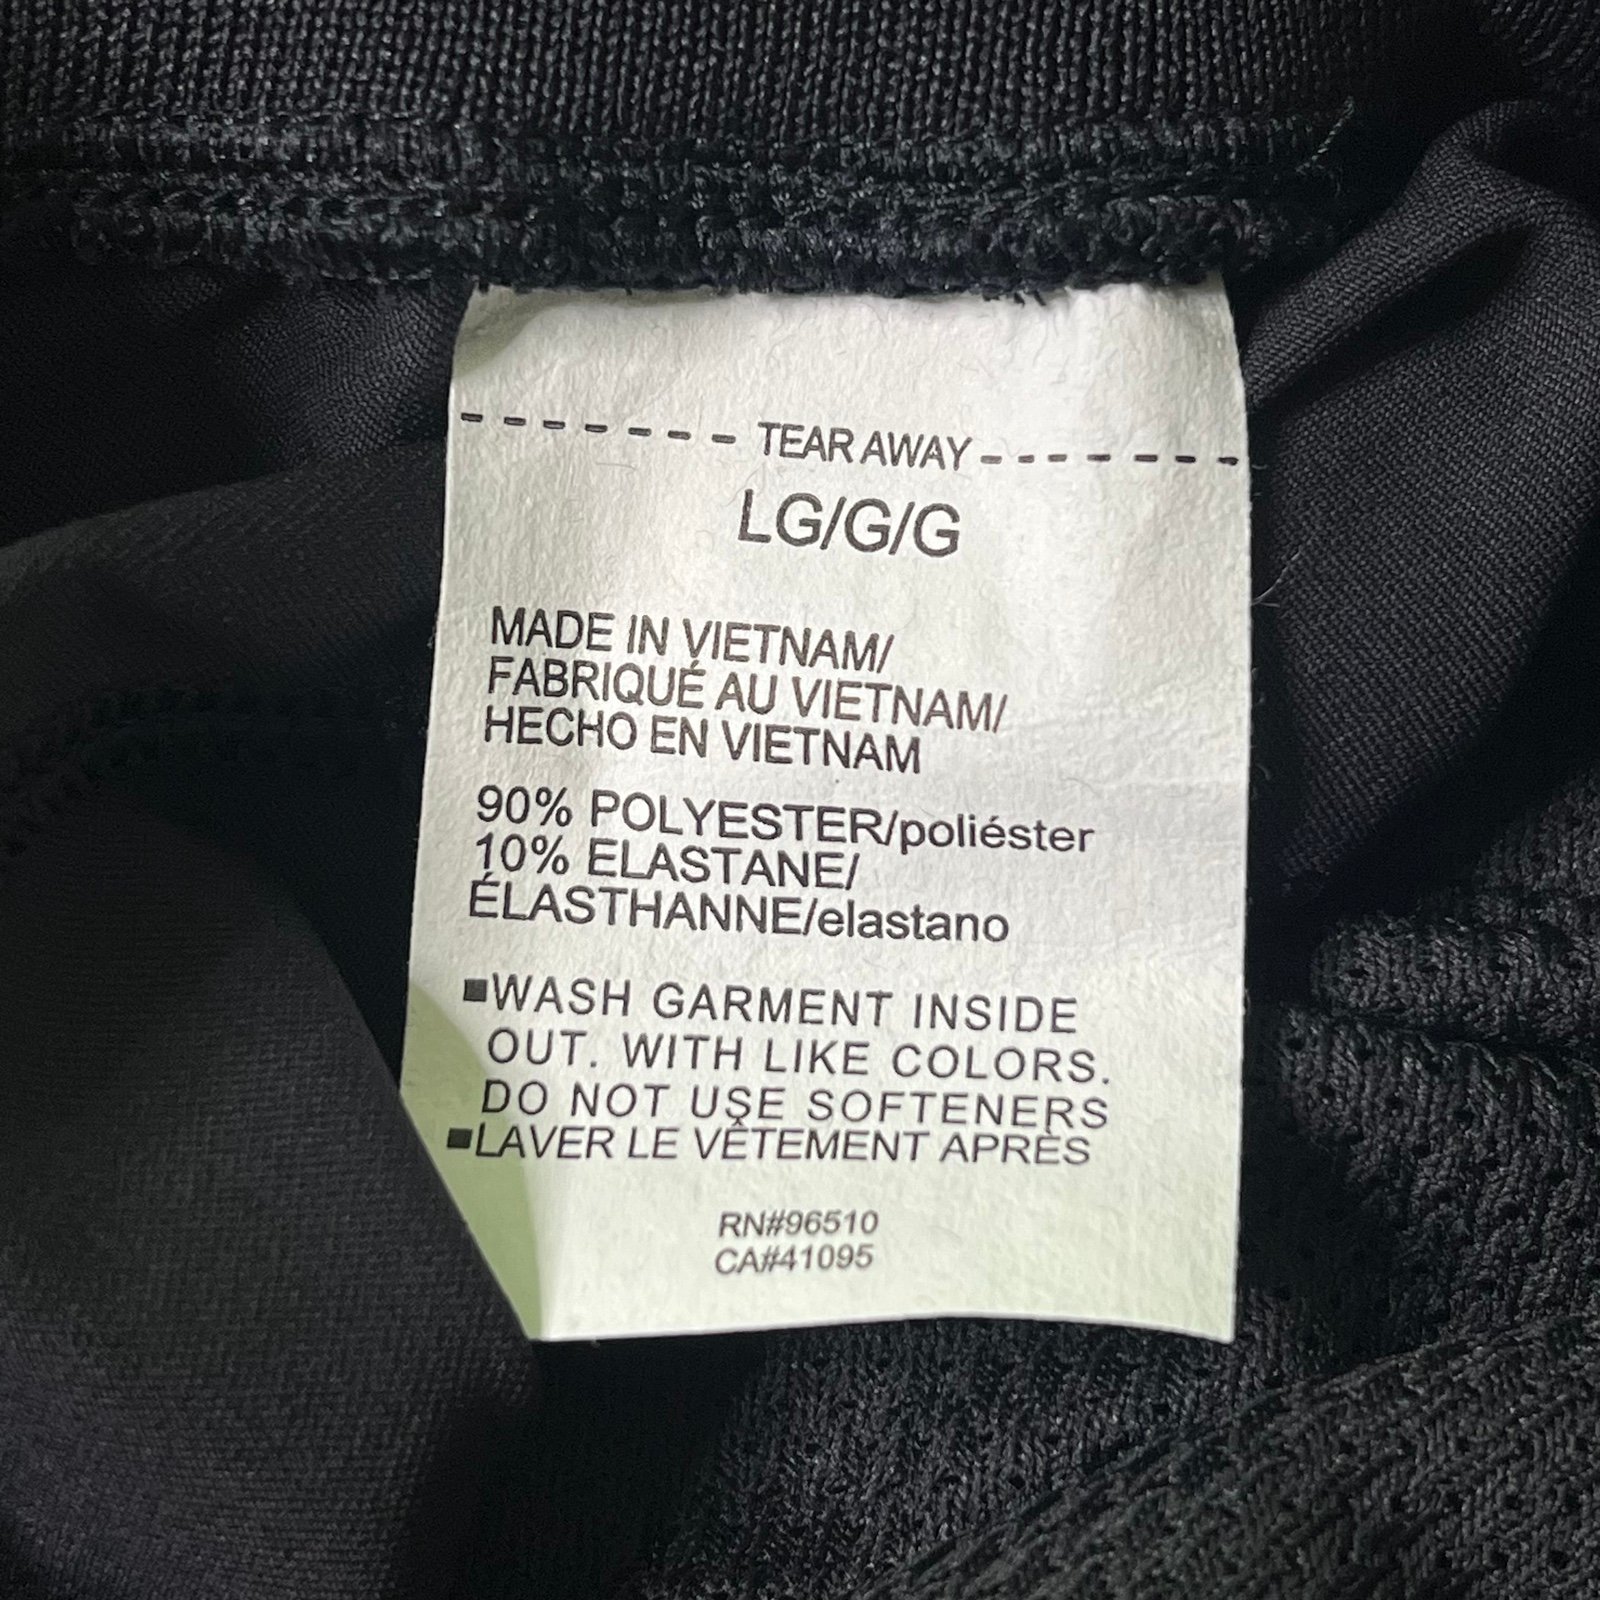 TEAR AWAY
LG/G/G
MADE IN VIETNAM/
FABRIQUÉ AU VIETNAM/
HECHO EN VIETNAM
90% POLYESTER/poliéster
10% ELASTANE/
ÉLASTHANNE/elastano
▪WASH GARMENT INSIDE
OUT. WITH LIKE COLORS.
DO NOT USE SOFTENERS
▪LAVER LE VÊTEMENT APRÈS
RN#96510
CA#41095